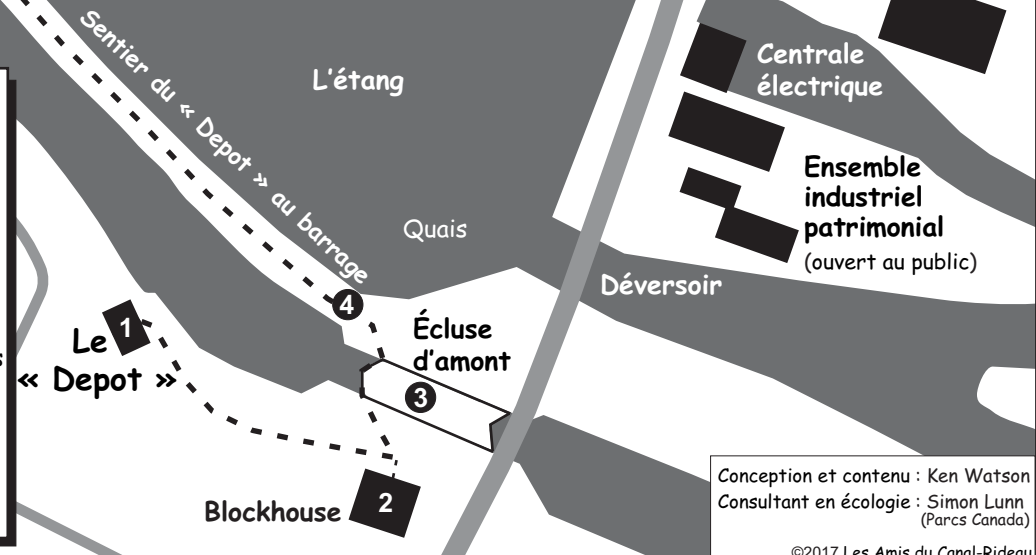 Sentier du « Depot » au barrage
L'étang
Centrale
électrique
Ensemble
industriel
patrimonial
(ouvert au public)
Quais
Déversoir
4
1
Le
« Depot »
Écluse
d'amont
3
Blockhouse
2
Conception et contenu : Ken Watson
Consultant en écologie : Simon Lunn
(Parcs Canada)
©2017 Les Amis du Canal-Rideau